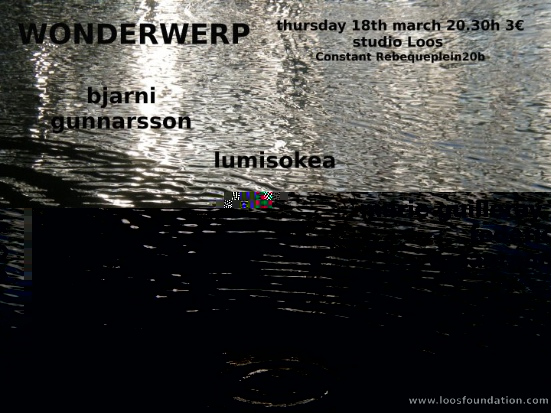 WONDERWERP
thursday 18th march 20,30h 3€
studio Loos
Constant Rebequeplein20b
bjarni
gunnarsson
lumisokea
www.loosfoundation.com